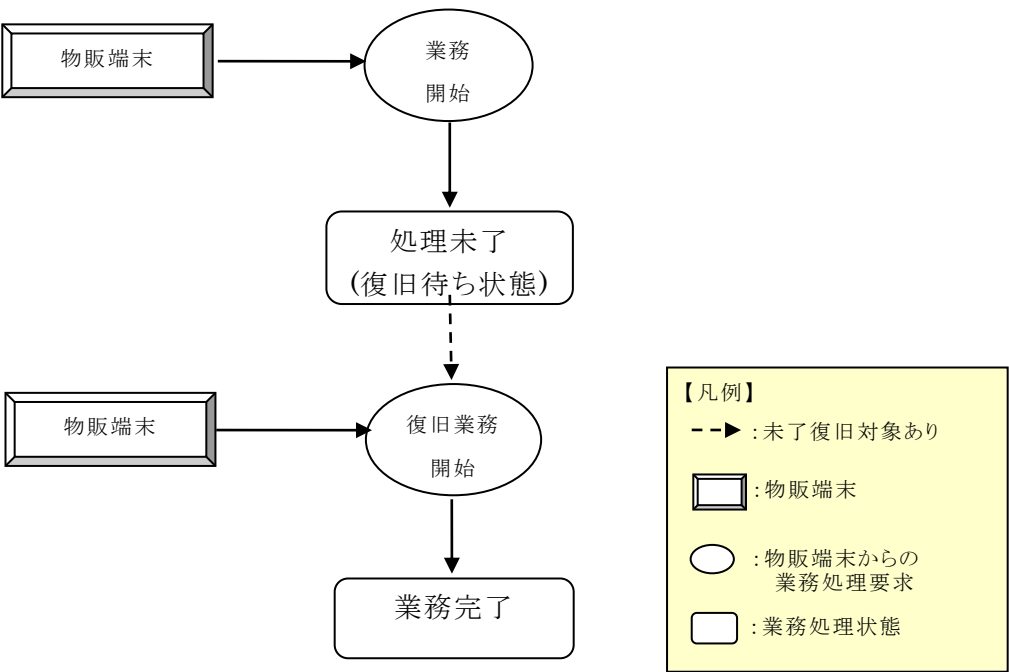 物販端末
業務
開始
処理未了
(復旧待ち状態)
物販端末
復旧業務
開始
業務完了
【凡例】
:未了復旧対象あり
:物販端末
:物販端末からの
業務処理要求
:業務処理状態